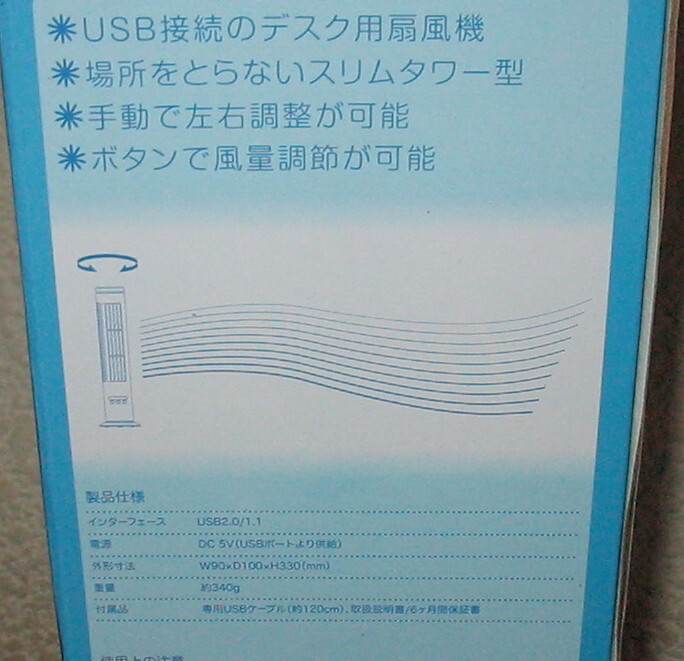 ✳USB接続のデスク用扇風機
✳場所をとらないスリムタワー型
✳手動で左右調整が可能
✳ボタンで風量調節が可能
製品仕様
インターフェース USB2.0/1.1
電源 DC 5V(USBポートより供給)
外形寸法 W90×D100×H330(mm)
重量 約340g
付属品 専用USBケーブル(約120cm)、取扱説明書/6ヶ月間保証書
使用上の注意